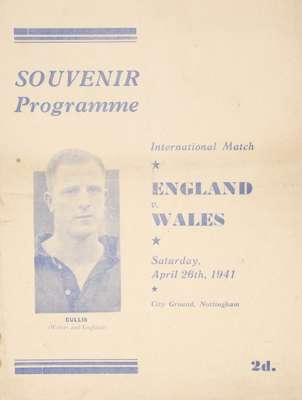 SOUVENIR
Programme
International Match
ENGLAND
v.
WALES
Saturday,
April 26th, 1941
City Ground, Nottingham
CULLIS
(Wolves and England)
2d.